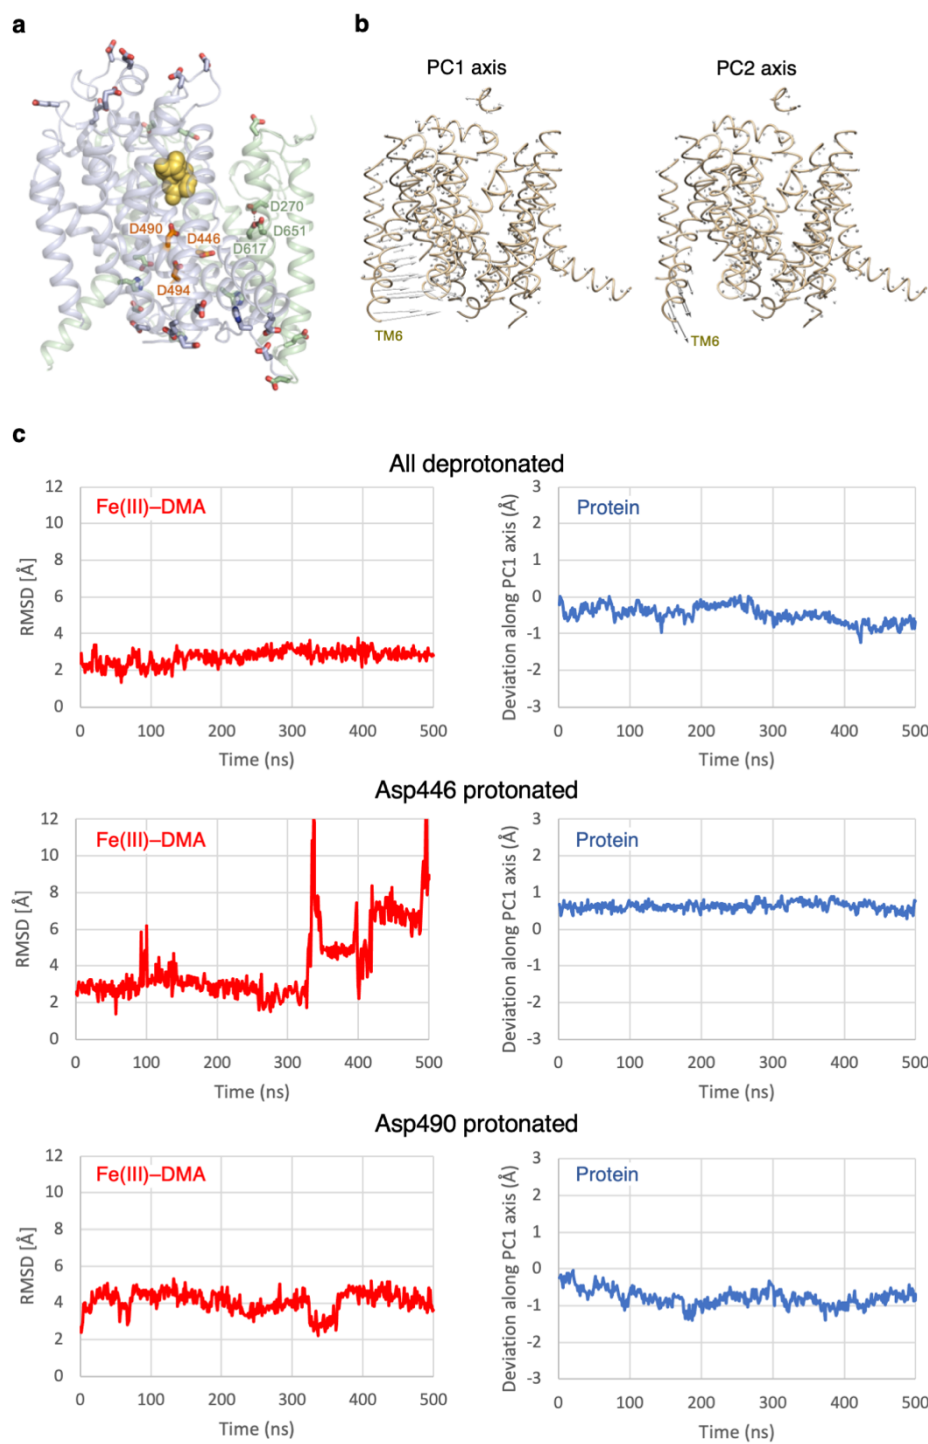 a
b
PC1 axis
PC2 axis
D490
D446
D494
D270
D651
D617
TM6
TM6
c
All deprotonated
Fe(III)–DMA
RMSD [Å]
12
10
8
6
4
2
0
0 100 200 300 400 500
Time (ns)
Protein
Deviation along PC1 axis (Å)
3
2
1
0
-1
-2
-3
0 100 200 300 400 500
Time (ns)
Asp446 protonated
Fe(III)–DMA
RMSD [Å]
12
10
8
6
4
2
0
0 100 200 300 400 500
Time (ns)
Protein
Deviation along PC1 axis (Å)
3
2
1
0
-1
-2
-3
0 100 200 300 400 500
Time (ns)
Asp490 protonated
Fe(III)–DMA
RMSD [Å]
12
10
8
6
4
2
0
0 100 200 300 400 500
Time (ns)
Protein
Deviation along PC1 axis (Å)
3
2
1
0
-1
-2
-3
0 100 200 300 400 500
Time (ns)